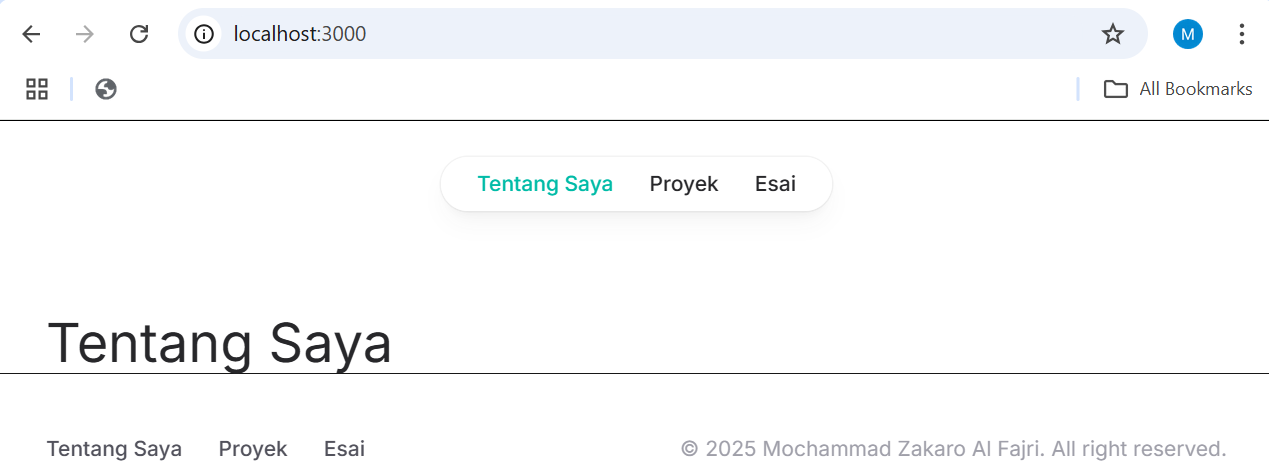 localhost:3000
M
All Bookmarks
Tentang Saya Proyek Esai
Tentang Saya
Tentang Saya Proyek Esai © 2025 Mochammad Zakaro Al Fajri. All right reserved.